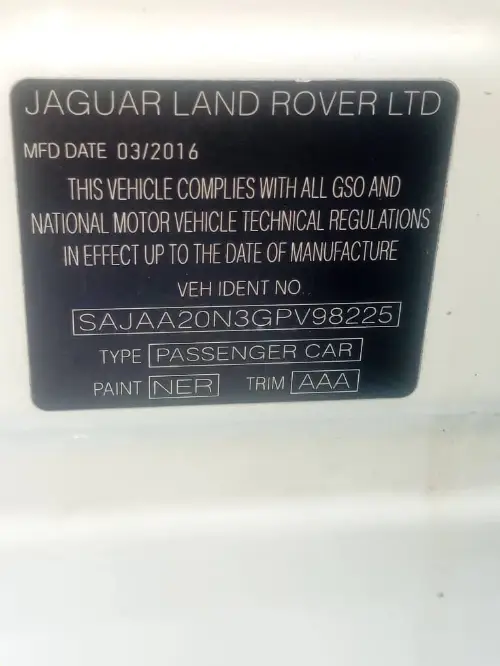 JAGUAR LAND ROVER LTD
MFD DATE 03/2016
THIS VEHICLE COMPLIES WITH ALL GSO AND
NATIONAL MOTOR VEHICLE TECHNICAL REGULATIONS
IN EFFECT UP TO THE DATE OF MANUFACTURE
VEH IDENT NO.
SAJAA20N3GPV98225
TYPE PASSENGER CAR
PAINT NER TRIM AAA